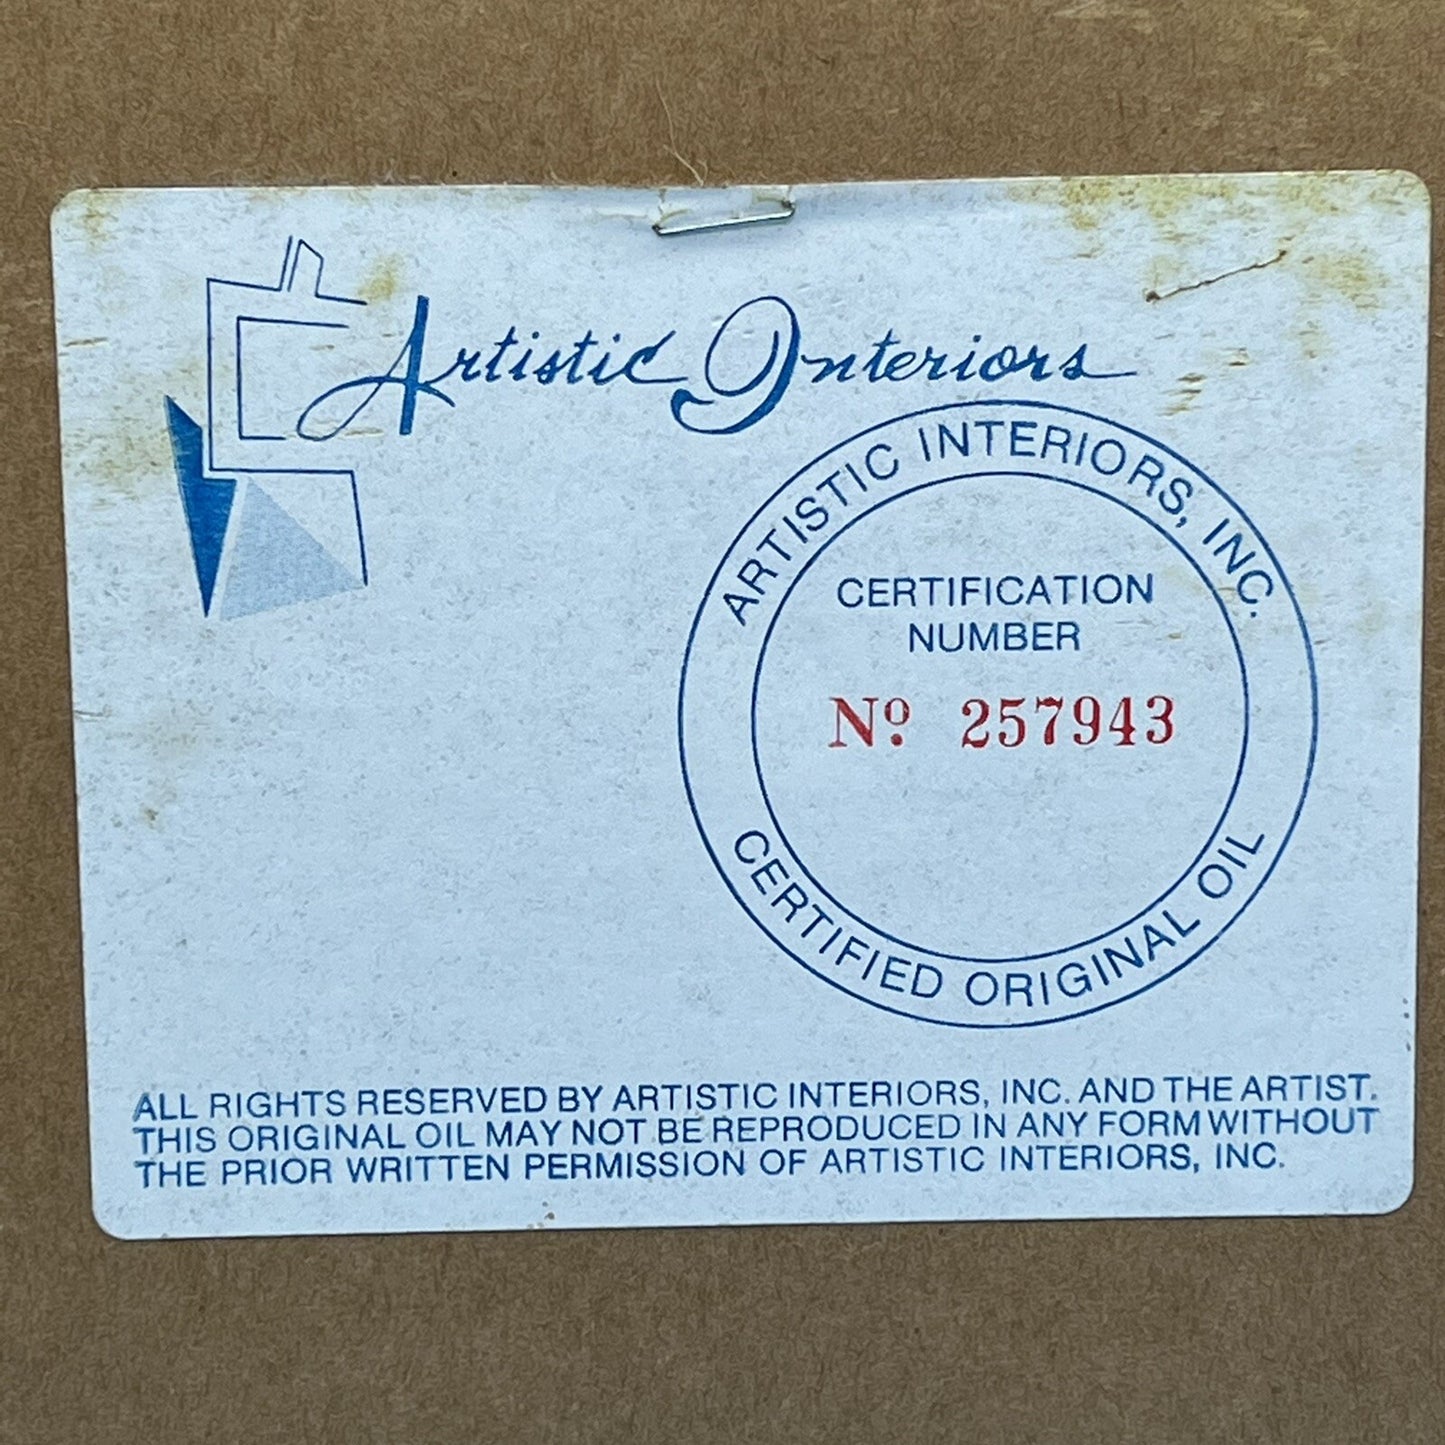 Artistic Interiors
ARTISTIC INTERIORS, INC.
CERTIFICATION
NUMBER
Nº 257943
CERTIFIED ORIGINAL OIL
ALL RIGHTS RESERVED BY ARTISTIC INTERIORS, INC. AND THE ARTIST.
THIS ORIGINAL OIL MAY NOT BE REPRODUCED IN ANY FORM WITHOUT
THE PRIOR WRITTEN PERMISSION OF ARTISTIC INTERIORS, INC.